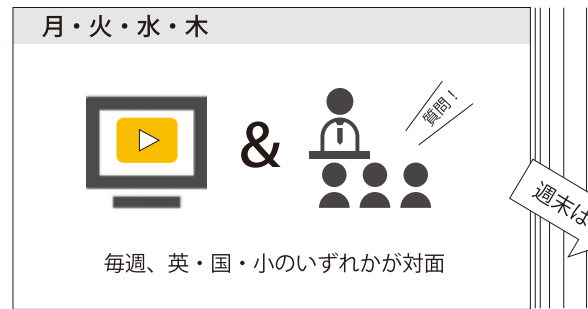 月・火・水・木
&
質問！
毎週、英・国・小のいずれかが対面
週末は